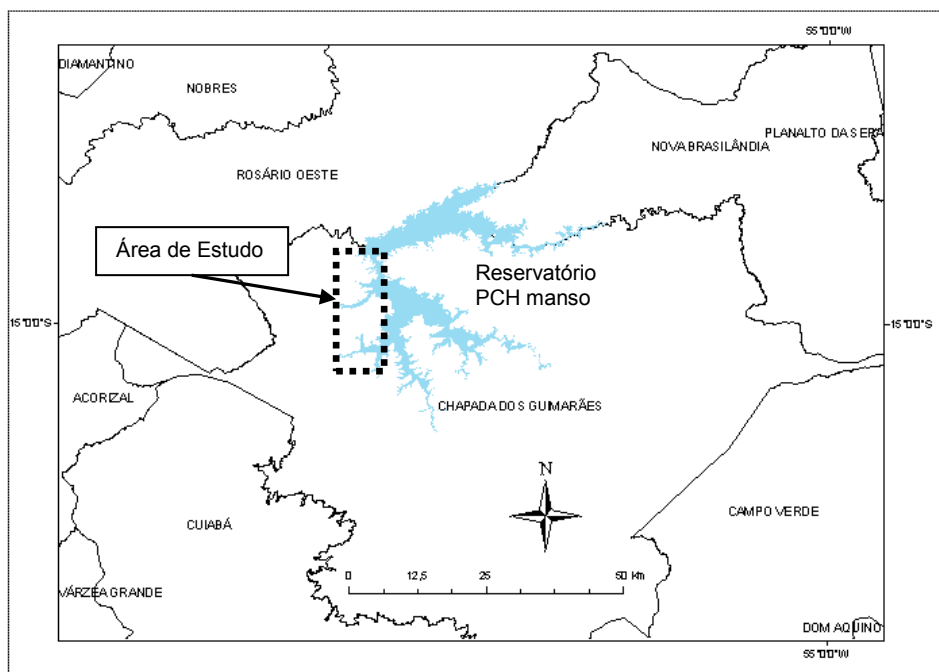 55°00'W
DIAMANTINO
NOBRES
PLANALTO DA SERA
NOVA BRASILÂNDIA
ROSÁRIO OESTE
Área de Estudo
Reservatório
PCH manso
15°00'S
15°00'S
ACORIZAL
CHAPADA DOS GUIMARÃES
N
CAMPO VERDE
CUIABÁ
0 12,5 25 50 Km
VÁRZEA GRANDE
DOM AQUINO
55°00'W